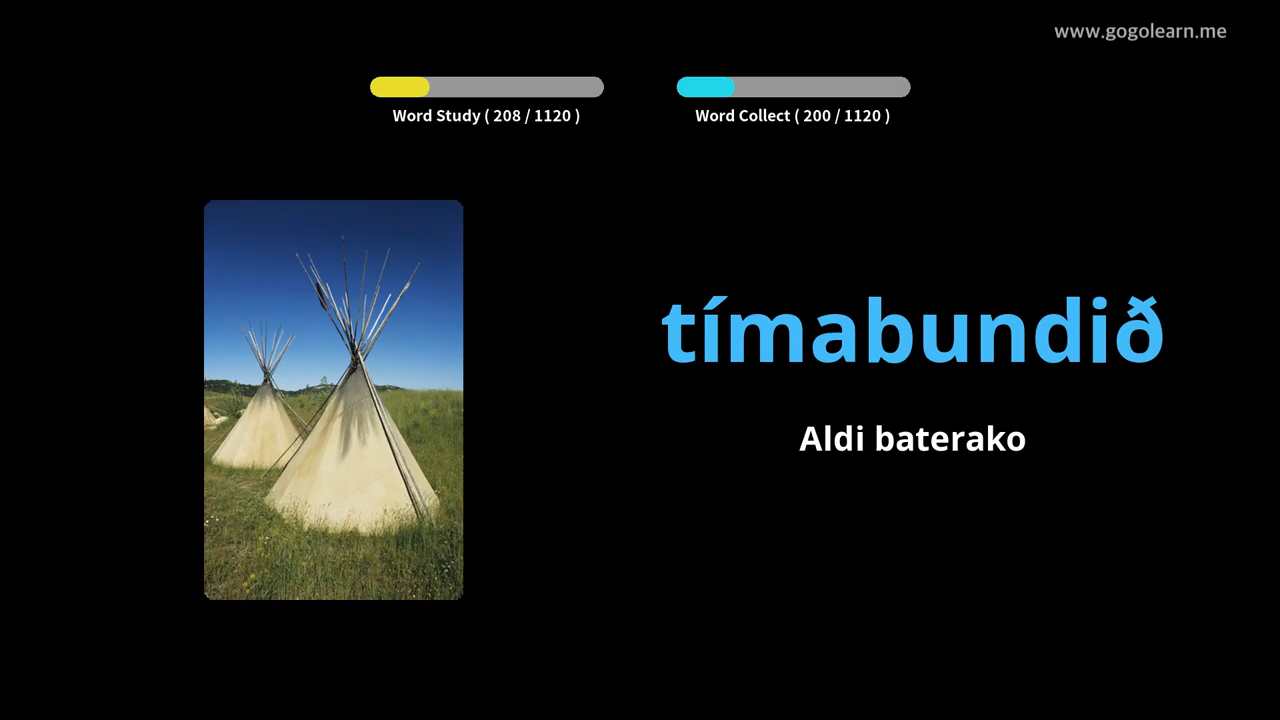 www.gogolearn.me
Word Study ( 208 / 1120 )
Word Collect ( 200 / 1120 )
tímabundið
Aldi baterako